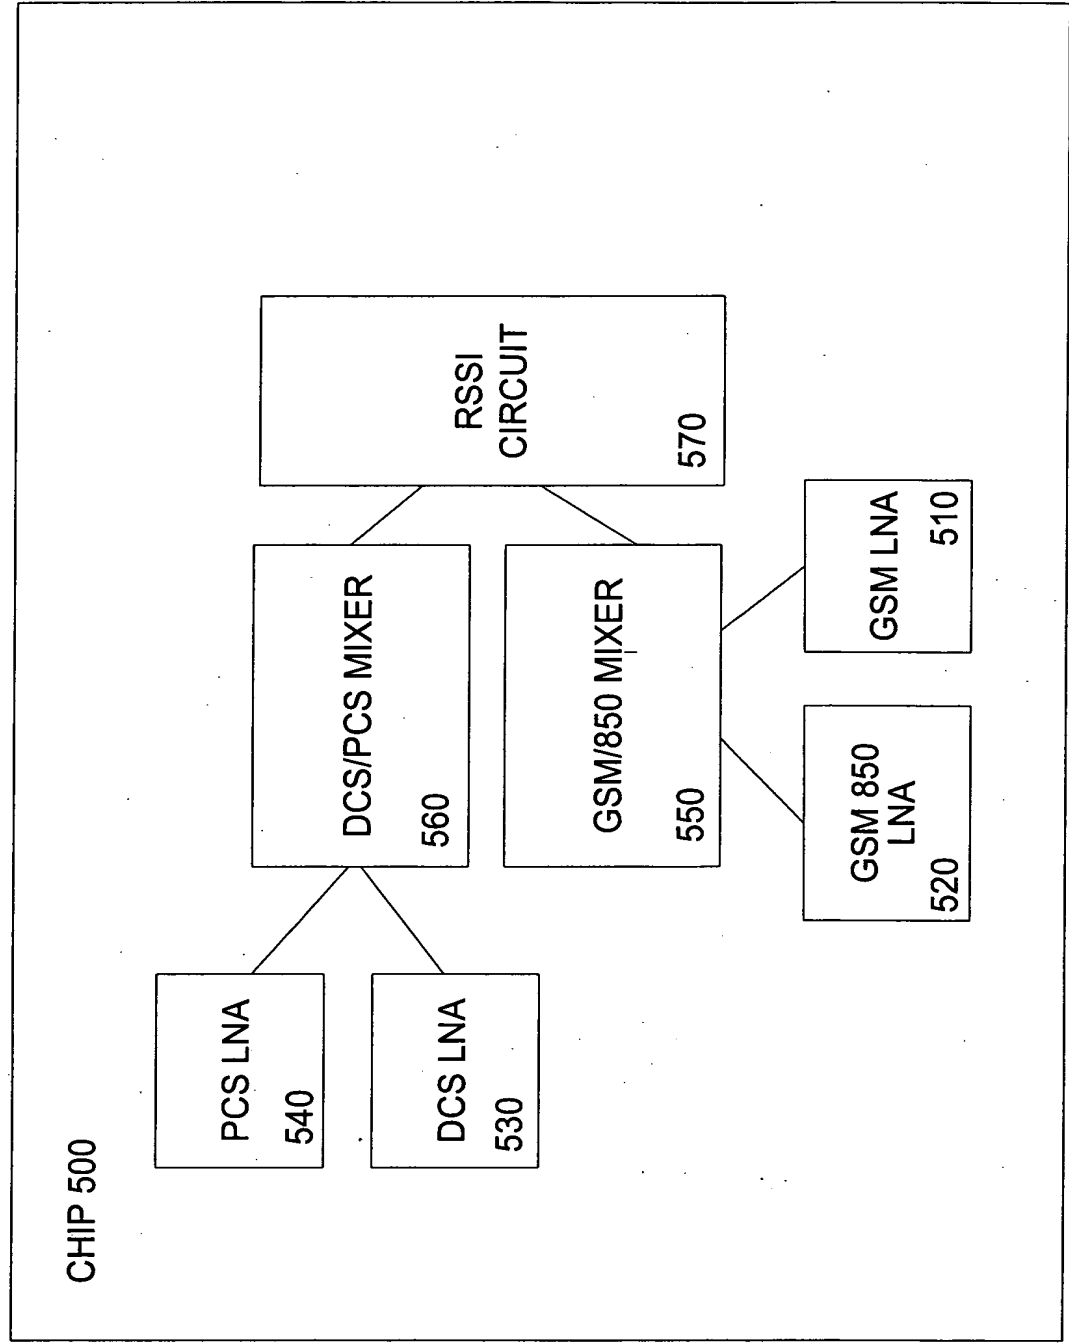 CHIP 500
PCS LNA
540
DCS LNA
530
DCS/PCS MIXER
560
GSM/850 MIXER
550
RSSI
CIRCUIT
570
GSM 850
LNA
520
GSM LNA
510